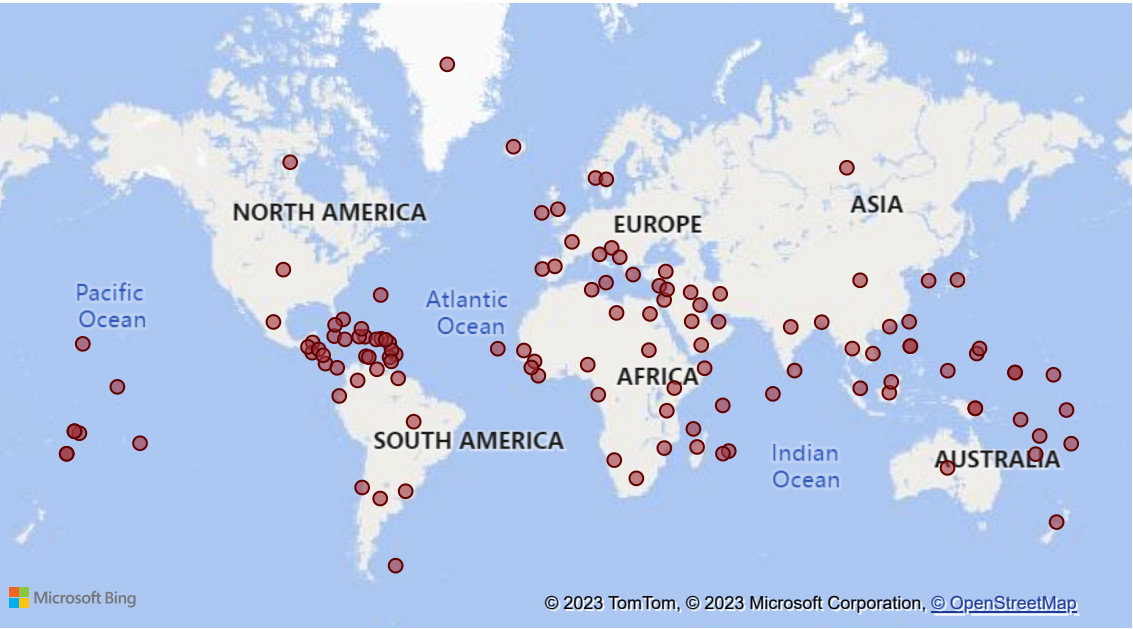 NORTH AMERICA
EUROPE
ASIA
Pacific
Ocean
Atlantic
Ocean
AFRICA
SOUTH AMERICA
Indian
Ocean
AUSTRALIA
Microsoft Bing
© 2023 TomTom, © 2023 Microsoft Corporation, © OpenStreetMap